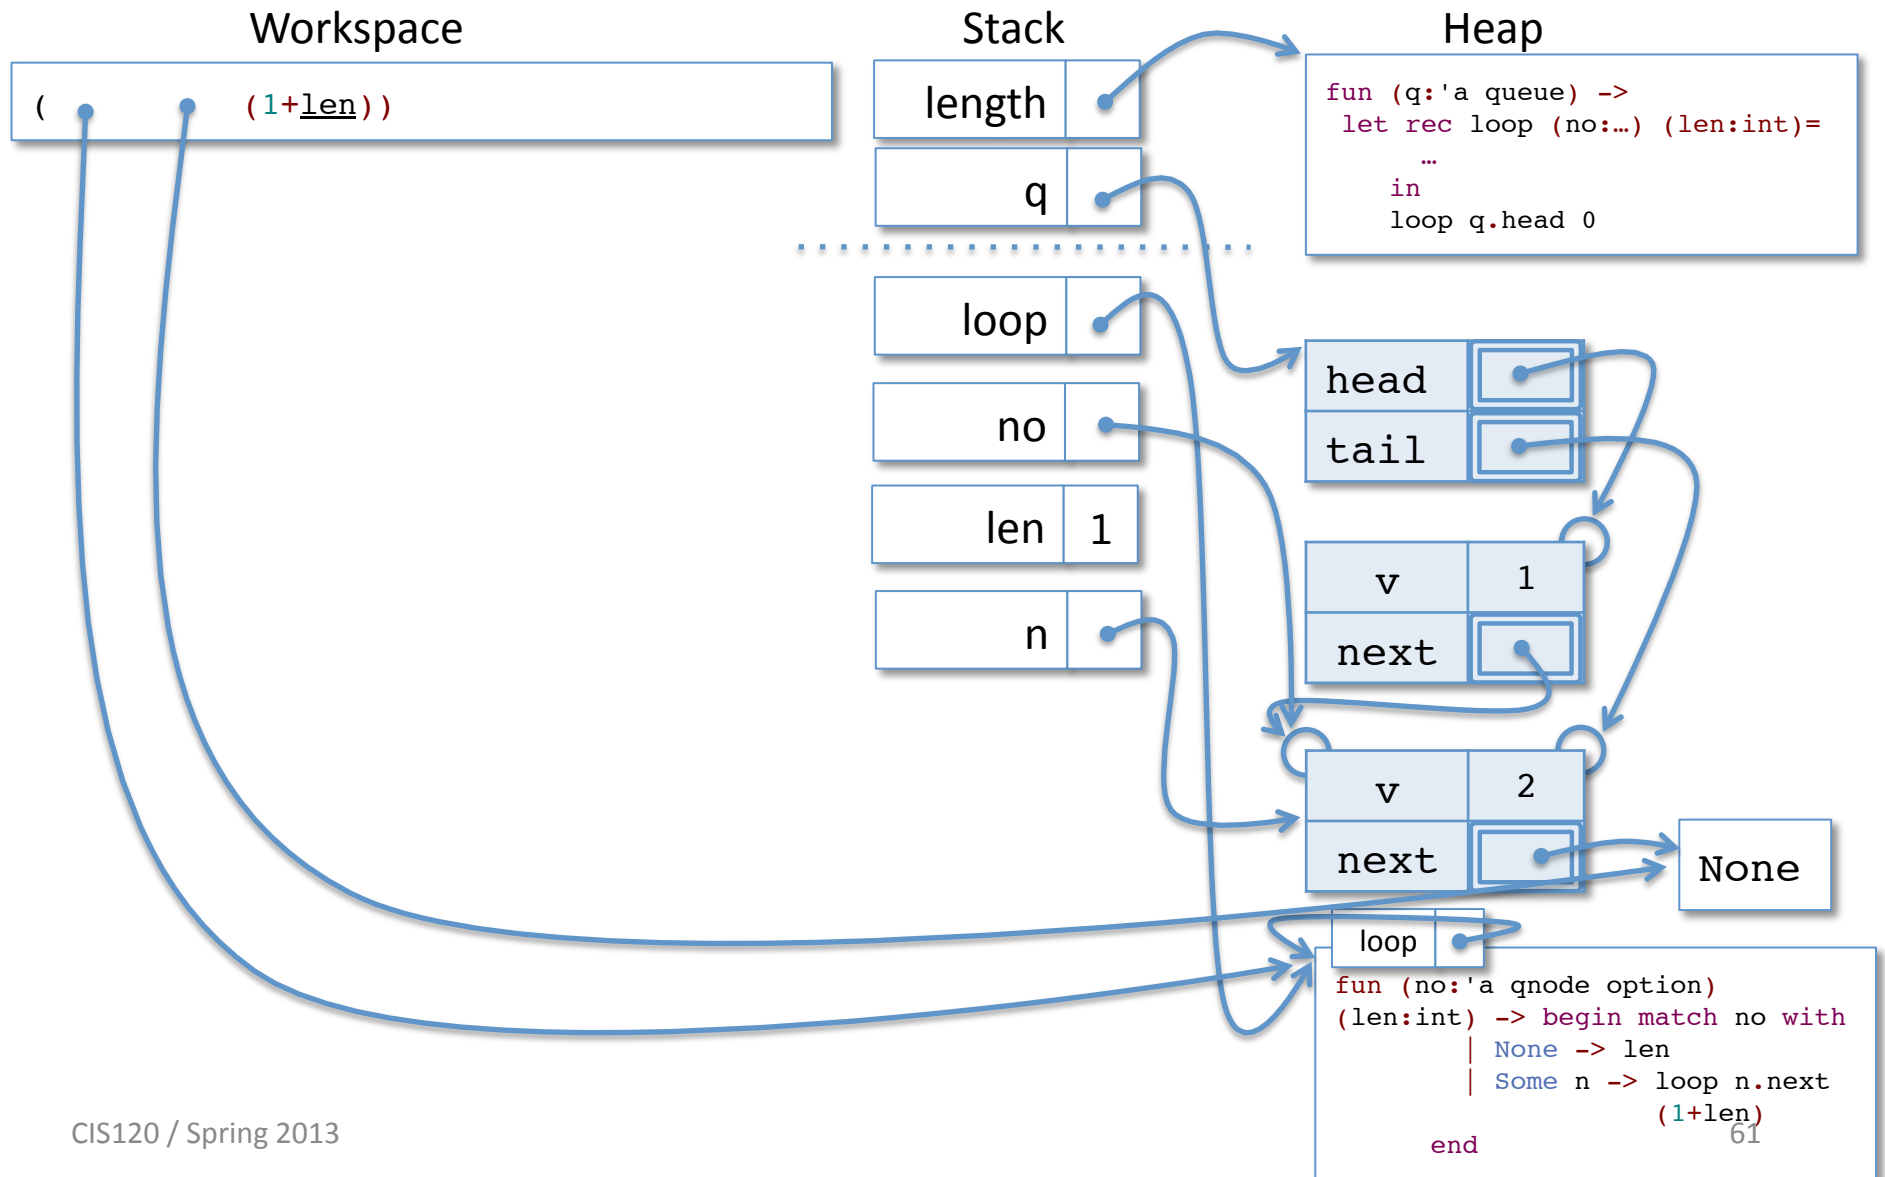 Workspace
Stack
Heap
( (1+len))
length
q
loop
no
len 1
n
fun (q:'a queue) ->
let rec loop (no:…) (len:int)=
…
in
loop q.head 0
head
tail
v 1
next
v 2
next
None
loop
fun (no:'a qnode option)
(len:int) -> begin match no with
| None -> len
| Some n -> loop n.next
(1+len)
end
CIS120 / Spring 2013
61